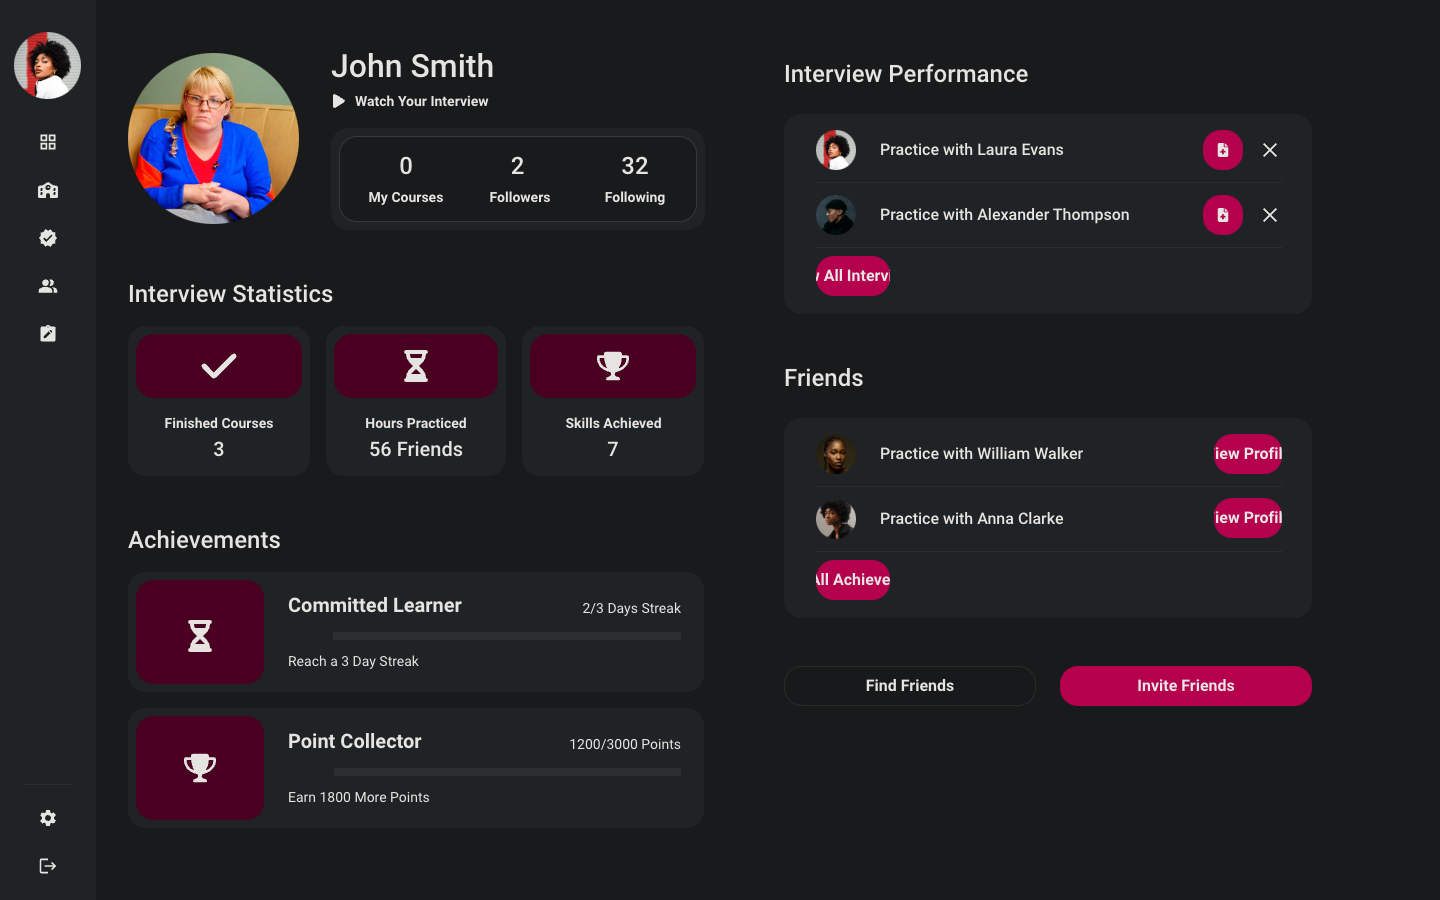 John Smith
Watch Your Interview
0
My Courses
2
Followers
32
Following
Interview Statistics
Finished Courses
3
Hours Practiced
56 Friends
Skills Achieved
7
Achievements
Committed Learner
2/3 Days Streak
Reach a 3 Day Streak
Point Collector
1200/3000 Points
Earn 1800 More Points
Interview Performance
Practice with Laura Evans
Practice with Alexander Thompson
All Interv
Friends
Practice with William Walker
iew Profil
Practice with Anna Clarke
iew Profil
All Achieve
Find Friends
Invite Friends